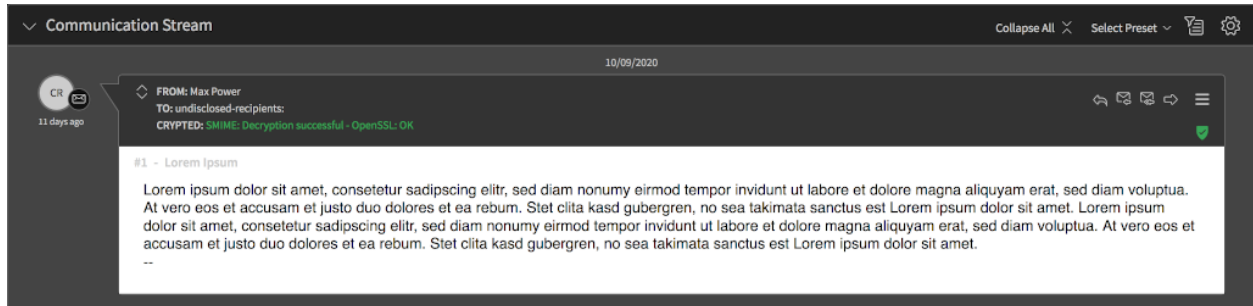 Communication Stream
Collapse All
Select Preset
10/09/2020
CR
11 days ago
FROM: Max Power
TO: undisclosed-recipients:
CRYPTED: SMIME: Decryption successful - OpenSSL: OK
#1 - Lorem Ipsum
Lorem ipsum dolor sit amet, consetetur sadipscing elitr, sed diam nonumy eirmod tempor invidunt ut labore et dolore magna aliquyam erat, sed diam voluptua.
At vero eos et accusam et justo duo dolores et ea rebum. Stet clita kasd gubergren, no sea takimata sanctus est Lorem ipsum dolor sit amet. Lorem ipsum
dolor sit amet, consetetur sadipscing elitr, sed diam nonumy eirmod tempor invidunt ut labore et dolore magna aliquyam erat, sed diam voluptua. At vero eos et
accusam et justo duo dolores et ea rebum. Stet clita kasd gubergren, no sea takimata sanctus est Lorem ipsum dolor sit amet.
--